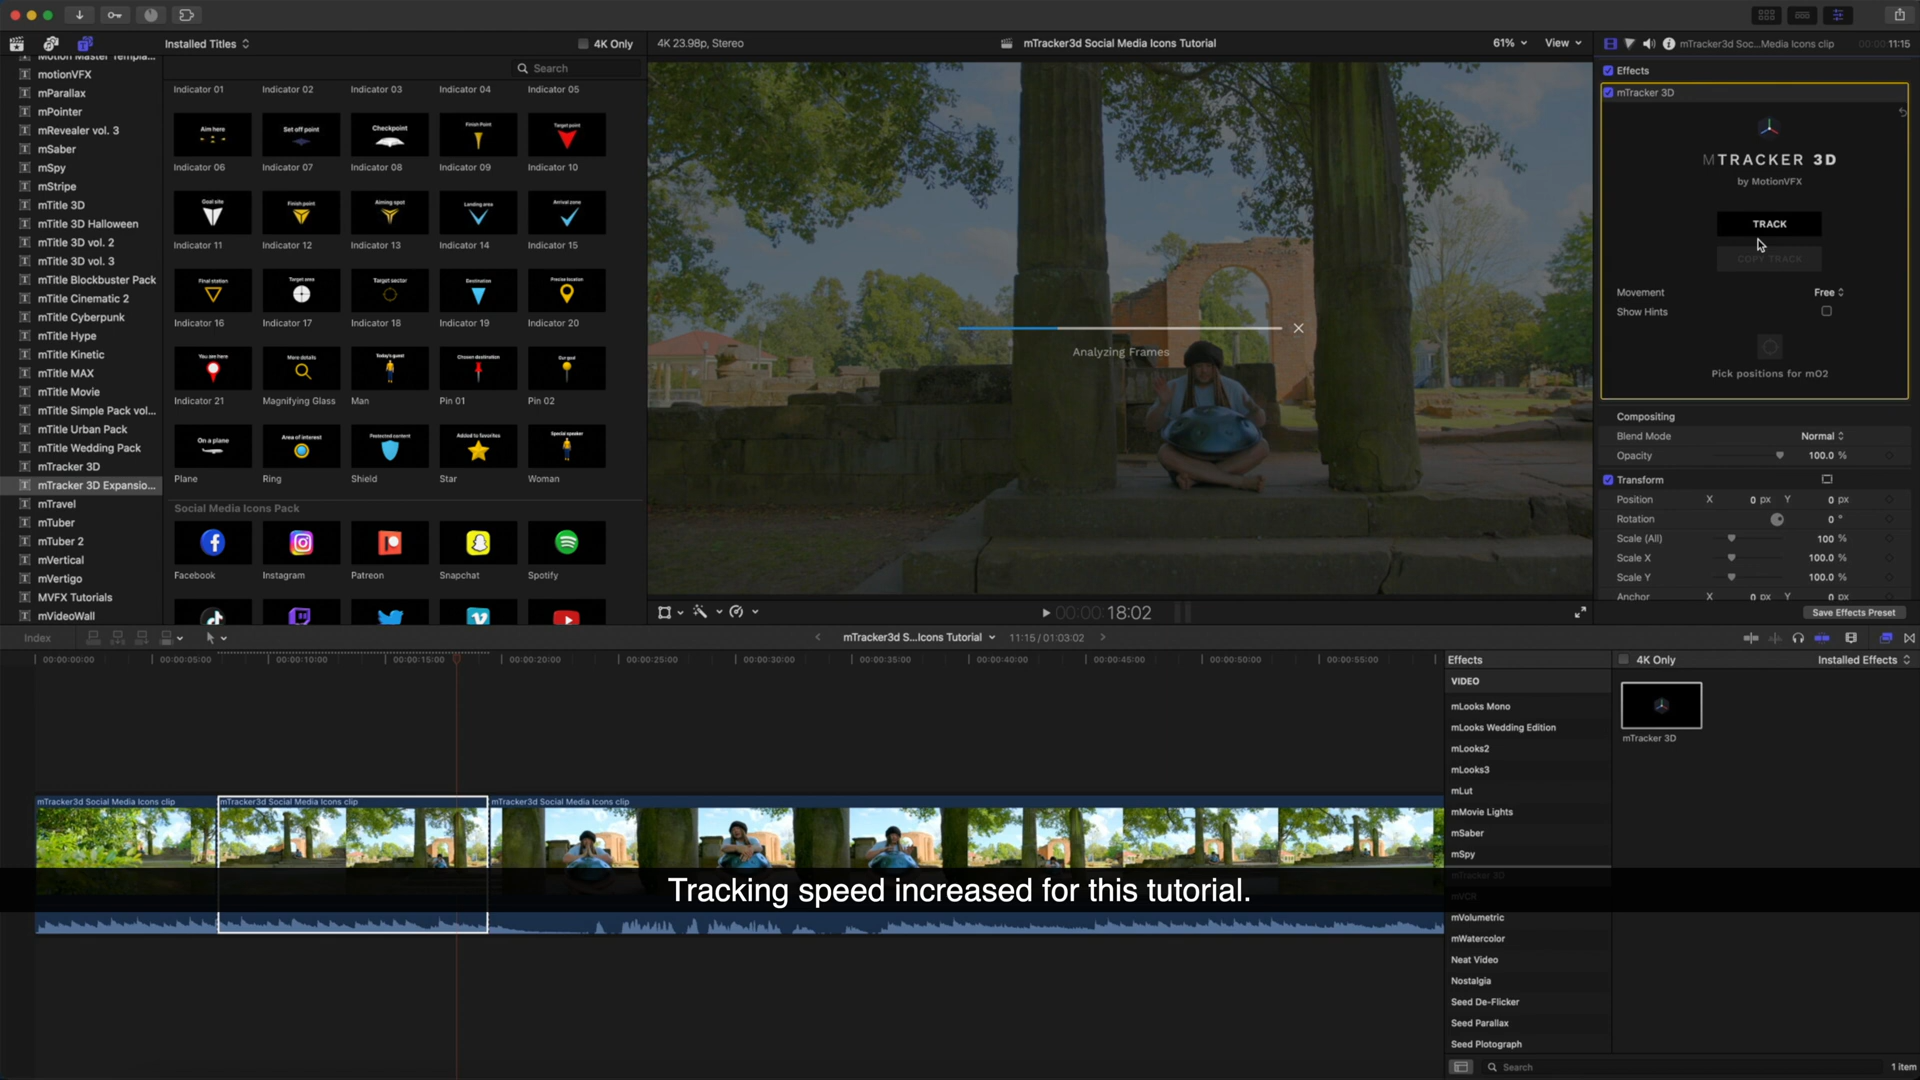 Installed Titles
4K Only
4K 23.98p, Stereo
mTracker3d Social Media Icons Tutorial
61%
View
mTracker3d Soc...Media Icons clip
00:00 11:15
Search
motionVFX
mParallax
mPointer
mRevealer vol. 3
mSaber
mSpy
mStripe
mTitle 3D
mTitle 3D Halloween
mTitle 3D vol. 2
mTitle 3D vol. 3
mTitle Blockbuster Pack
mTitle Cinematic 2
mTitle Cyberpunk
mTitle Hype
mTitle Kinetic
mTitle MAX
mTitle Movie
mTitle Simple Pack vol...
mTitle Urban Pack
mTitle Wedding Pack
mTracker 3D
mTracker 3D Expansio...
mTravel
mTuber
mTuber 2
mVertical
mVertigo
MVFX Tutorials
mVideoWall
Indicator 01
Indicator 02
Indicator 03
Indicator 04
Indicator 05
Aim here
Set off point
Checkpoint
Finish Point
Target point
Indicator 06
Indicator 07
Indicator 08
Indicator 09
Indicator 10
Goal site
Finish point
Aiming spot
Landing area
Arrival zone
Indicator 11
Indicator 12
Indicator 13
Indicator 14
Indicator 15
Final station
Target area
Target sector
Destination
Precise location
Indicator 16
Indicator 17
Indicator 18
Indicator 19
Indicator 20
You are here
More details
Today's guest
Chosen destination
Our goal
Indicator 21
Magnifying Glass
Man
Pin 01
Pin 02
On a plane
Area of interest
Protected content
Added to favorites
Special speaker
Plane
Ring
Shield
Star
Woman
Social Media Icons Pack
Facebook
Instagram
Patreon
Snapchat
Spotify
Analyzing Frames
00:00:00:18:02
Effects
mTracker 3D
MTRACKER 3D
by MotionVFX
TRACK
COPY TRACK
Movement
Free
Show Hints
Pick positions for mO2
Compositing
Blend Mode
Normal
Opacity
100.0 %
Transform
Position
X
0 px
Y
0 px
Rotation
0 °
Scale (All)
100 %
Scale X
100.0 %
Scale Y
100.0 %
Anchor
X
0 px
Y
0 px
Save Effects Preset
Index
mTracker3d S...Icons Tutorial
11:15 / 01:03:02
00:00:00:00
00:00:05:00
00:00:10:00
00:00:15:00
00:00:20:00
00:00:25:00
00:00:30:00
00:00:35:00
00:00:40:00
00:00:45:00
00:00:50:00
00:00:55:00
mTracker3d Social Media Icons clip
mTracker3d Social Media Icons clip
mTracker3d Social Media Icons clip
Tracking speed increased for this tutorial.
Effects
4K Only
Installed Effects
VIDEO
mLooks Mono
mLooks Wedding Edition
mLooks2
mLooks3
mLut
mMovie Lights
mSaber
mSpy
mTracker 3D
mVCR
mVolumetric
mWatercolor
Neat Video
Nostalgia
Seed De-Flicker
Seed Parallax
Seed Plotograph
mTracker 3D
Search
1 item